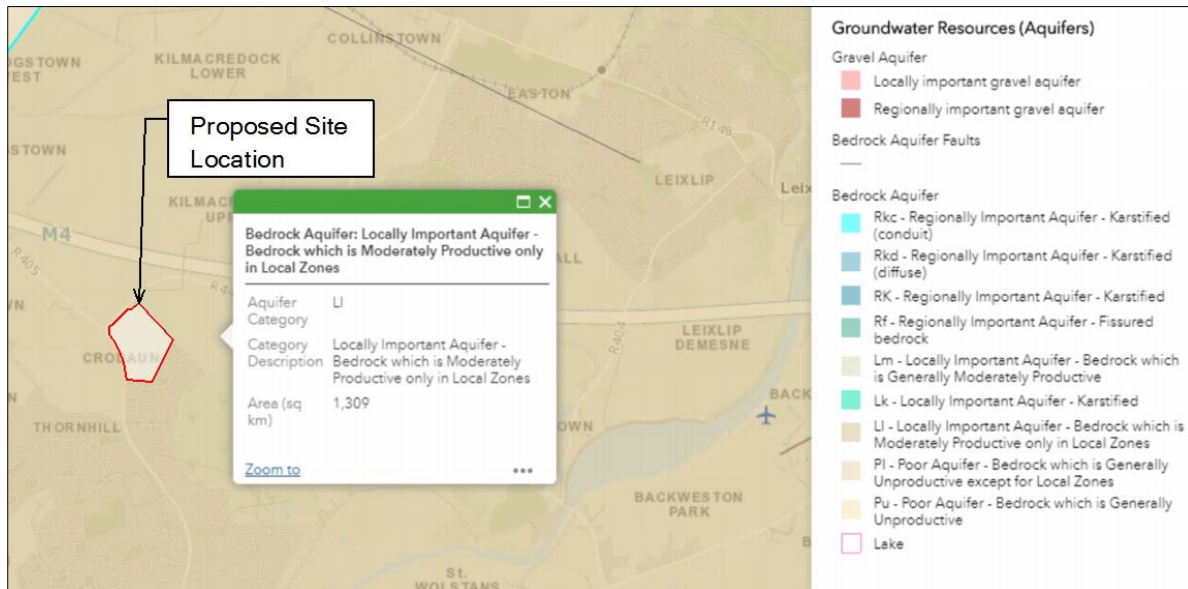 COLLINSTOWN
KILMACREDOCK
LOWER
OGSTOWN
EST
EASTON
R148
Proposed Site
Location
STOWN
LEIXLIP
Leix
KILMAC
UPP
M4
R405
Bedrock Aquifer: Locally Important Aquifer -
Bedrock which is Moderately Productive only
in Local Zones
ALL
Aquifer
Category
LI
R404
LEIXLIP
DEMESNE
Category
Description
Locally Important Aquifer -
Bedrock which is Moderately
Productive only in Local Zones
Area (sq
km)
1,309
THORNHILL
OWN
BACK
Zoom to
BACKWESTON
PARK
St.
WOLSTANS
Groundwater Resources (Aquifers)
Gravel Aquifer
Locally important gravel aquifer
Regionally important gravel aquifer
Bedrock Aquifer Faults
Bedrock Aquifer
Rkc - Regionally Important Aquifer - Karstified
(conduit)
Rkd - Regionally Important Aquifer - Karstified
(diffuse)
RK - Regionally Important Aquifer - Karstified
Rf - Regionally Important Aquifer - Fissured
bedrock
Lm - Locally Important Aquifer - Bedrock which
is Generally Moderately Productive
Lk - Locally Important Aquifer - Karstified
LI - Locally Important Aquifer - Bedrock which is
Moderately Productive only in Local Zones
Pl - Poor Aquifer - Bedrock which is Generally
Unproductive except for Local Zones
Pu - Poor Aquifer - Bedrock which is Generally
Unproductive
Lake